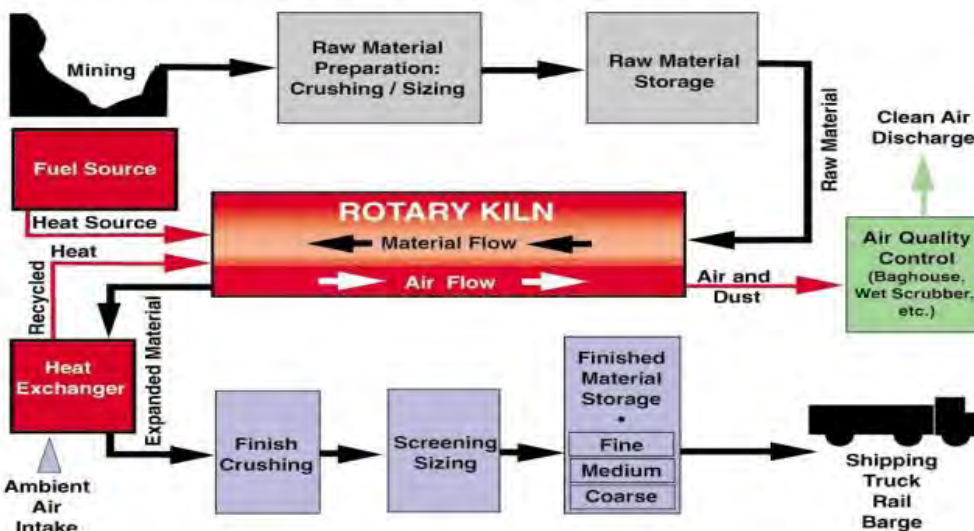 Mining
Raw Material
Preparation:
Crushing / Sizing
Raw Material
Storage
Raw Material
Clean Air
Discharge
Fuel Source
Heat Source
Heat
Recycled
ROTARY KILN
Material Flow
Air Flow
Air and
Dust
Air Quality
Control
(Baghouse,
Wet Scrubber,
etc.)
Heat
Exchanger
Expanded Material
Ambient
Air
Intake
Finish
Crushing
Screening
Sizing
Finished
Material
Storage
•
Fine
Medium
Coarse
Shipping
Truck
Rail
Barge